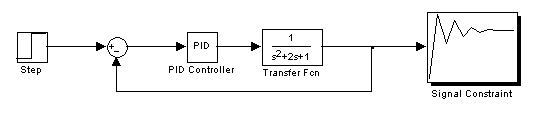 +
−
PID
1
s²+2s+1
Step
PID Controller
Transfer Fcn
Signal Constraint